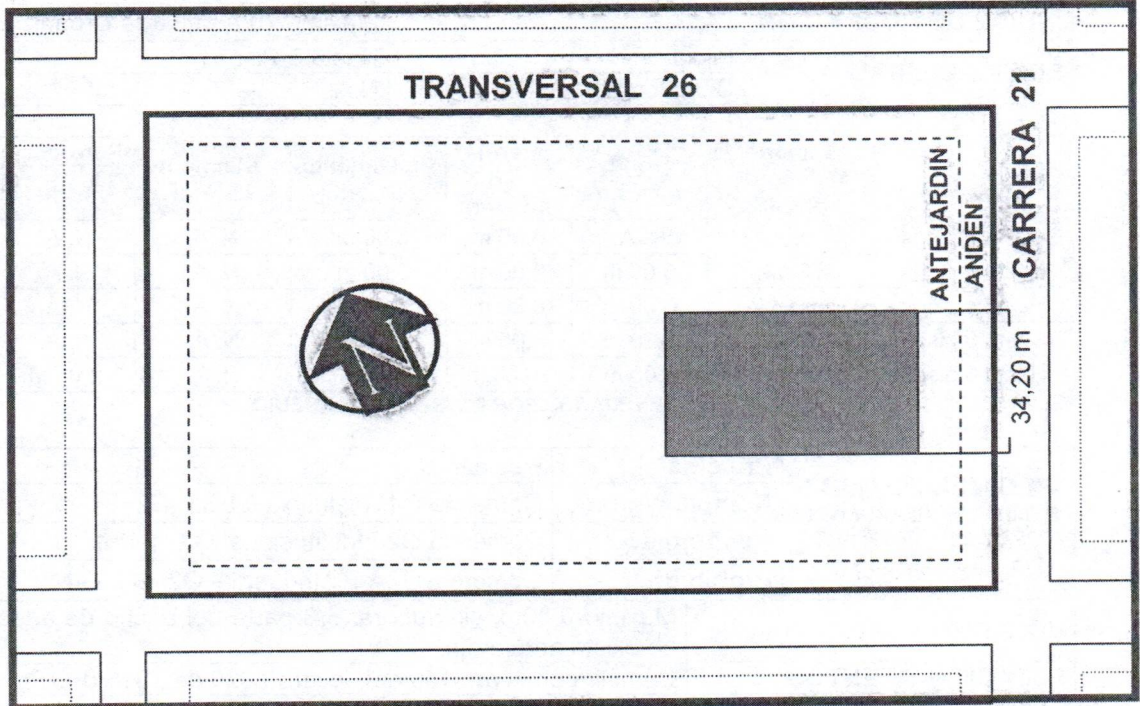 TRANSVERSAL 26
ANTEJARDIN
ANDEN
CARRERA 21
34,20 m
N